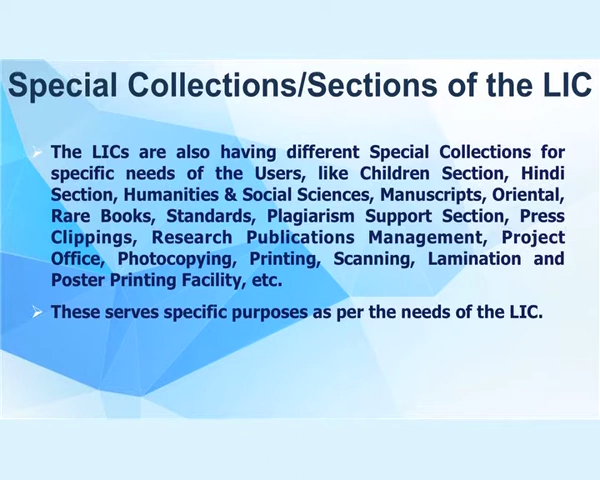 Special Collections/Sections of the LIC
The LICs are also having different Special Collections for
specific needs of the Users, like Children Section, Hindi
Section, Humanities & Social Sciences, Manuscripts, Oriental,
Rare Books, Standards, Plagiarism Support Section, Press
Clippings, Research Publications Management, Project
Office, Photocopying, Printing, Scanning, Lamination and
Poster Printing Facility, etc.
These serves specific purposes as per the needs of the LIC.